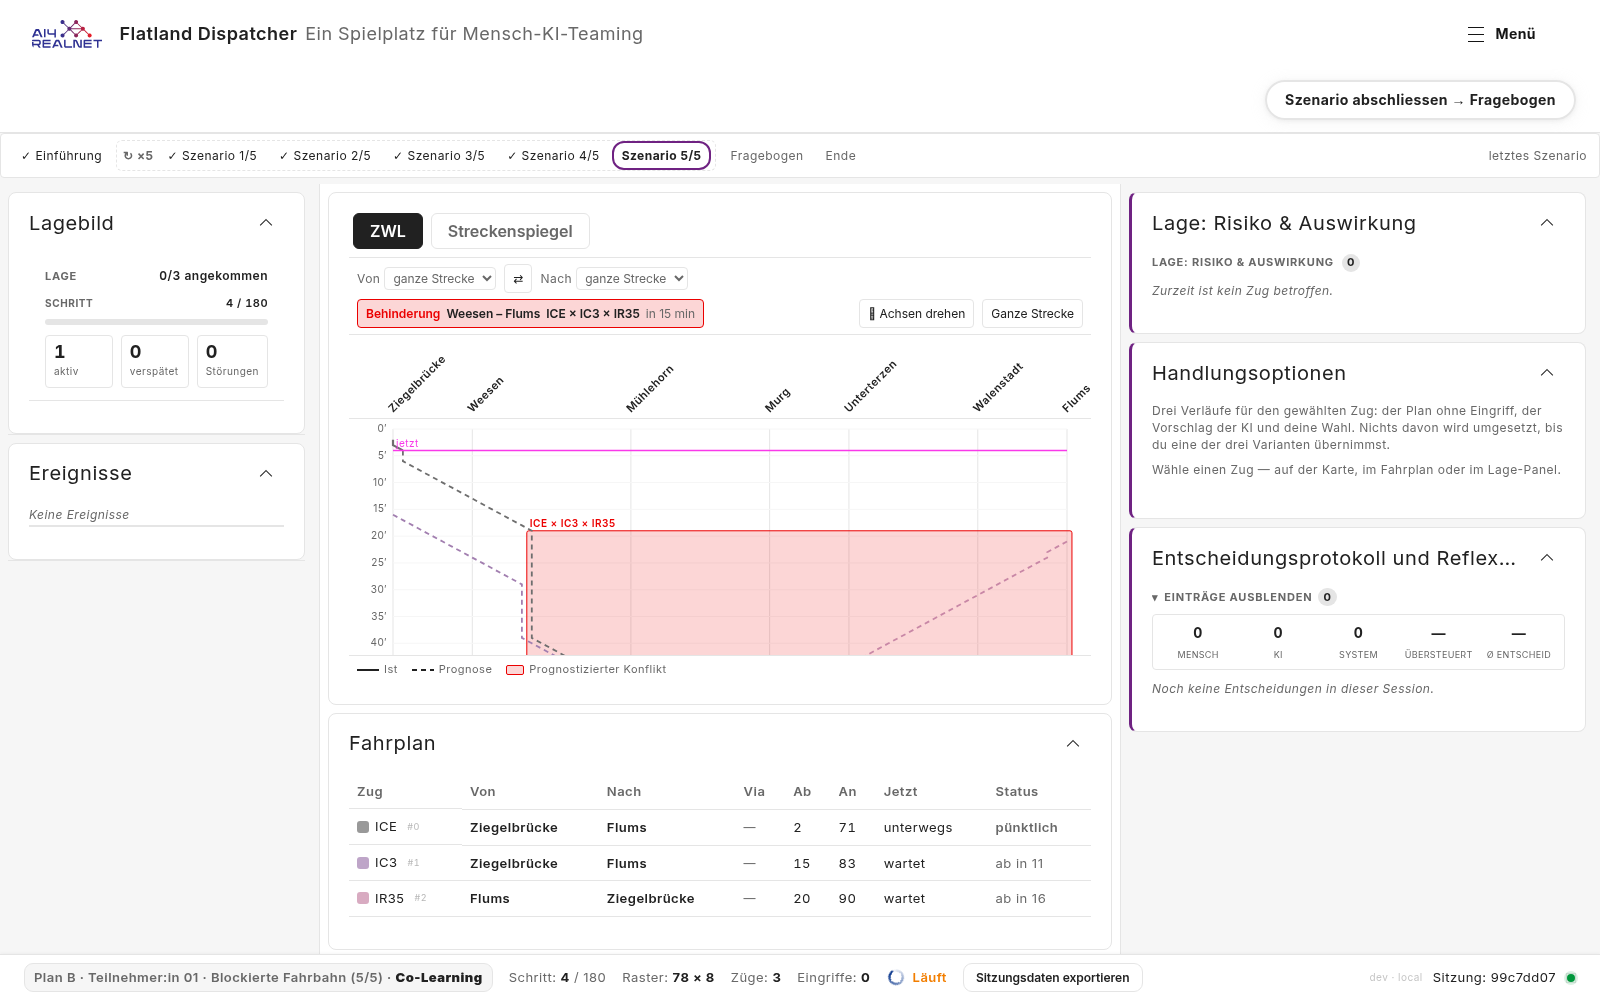 AI4
REALNET
Flatland Dispatcher Ein Spielplatz für Mensch-KI-Teaming
Menü
Szenario abschliessen → Fragebogen
✓ Einführung
↻ ×5 ✓ Szenario 1/5 ✓ Szenario 2/5 ✓ Szenario 3/5 ✓ Szenario 4/5 Szenario 5/5
Fragebogen
Ende
letztes Szenario
Lagebild
LAGE 0/3 angekommen
SCHRITT 4 / 180
1 0 0
aktiv verspätet Störungen
Ereignisse
Keine Ereignisse
ZWL Streckenspiegel
Von ganze Strecke ⇄ Nach ganze Strecke
Behinderung Weesen – Flums ICE × IC3 × IR35 in 15 min
Achsen drehen
Ganze Strecke
Ziegelbrücke
Weesen
Mühlehorn
Murg
Unterterzen
Walenstadt
Flums
0'
jetzt
5'
10'
15'
ICE × IC3 × IR35
20'
25'
30'
35'
40'
Ist Prognose Prognostizierter Konflikt
Fahrplan
Zug Von Nach Via Ab An Jetzt Status
ICE #0 Ziegelbrücke Flums — 2 71 unterwegs pünktlich
IC3 #1 Ziegelbrücke Flums — 15 83 wartet ab in 11
IR35 #2 Flums Ziegelbrücke — 20 90 wartet ab in 16
Lage: Risiko & Auswirkung
LAGE: RISIKO & AUSWIRKUNG 0
Zurzeit ist kein Zug betroffen.
Handlungsoptionen
Drei Verläufe für den gewählten Zug: der Plan ohne Eingriff, der
Vorschlag der KI und deine Wahl. Nichts davon wird umgesetzt, bis
du eine der drei Varianten übernimmst.
Wähle einen Zug — auf der Karte, im Fahrplan oder im Lage-Panel.
Entscheidungsprotokoll und Reflex...
▾ EINTRÄGE AUSBLENDEN 0
0 0 0 — —
MENSCH KI SYSTEM ÜBERSTEUERT Ø ENTSCHEID
Noch keine Entscheidungen in dieser Session.
Plan B · Teilnehmer:in 01 · Blockierte Fahrbahn (5/5) · Co-Learning
Schritt: 4 / 180 Raster: 78 × 8 Züge: 3 Eingriffe: 0 Läuft
Sitzungsdaten exportieren
dev · local Sitzung: 99c7dd07